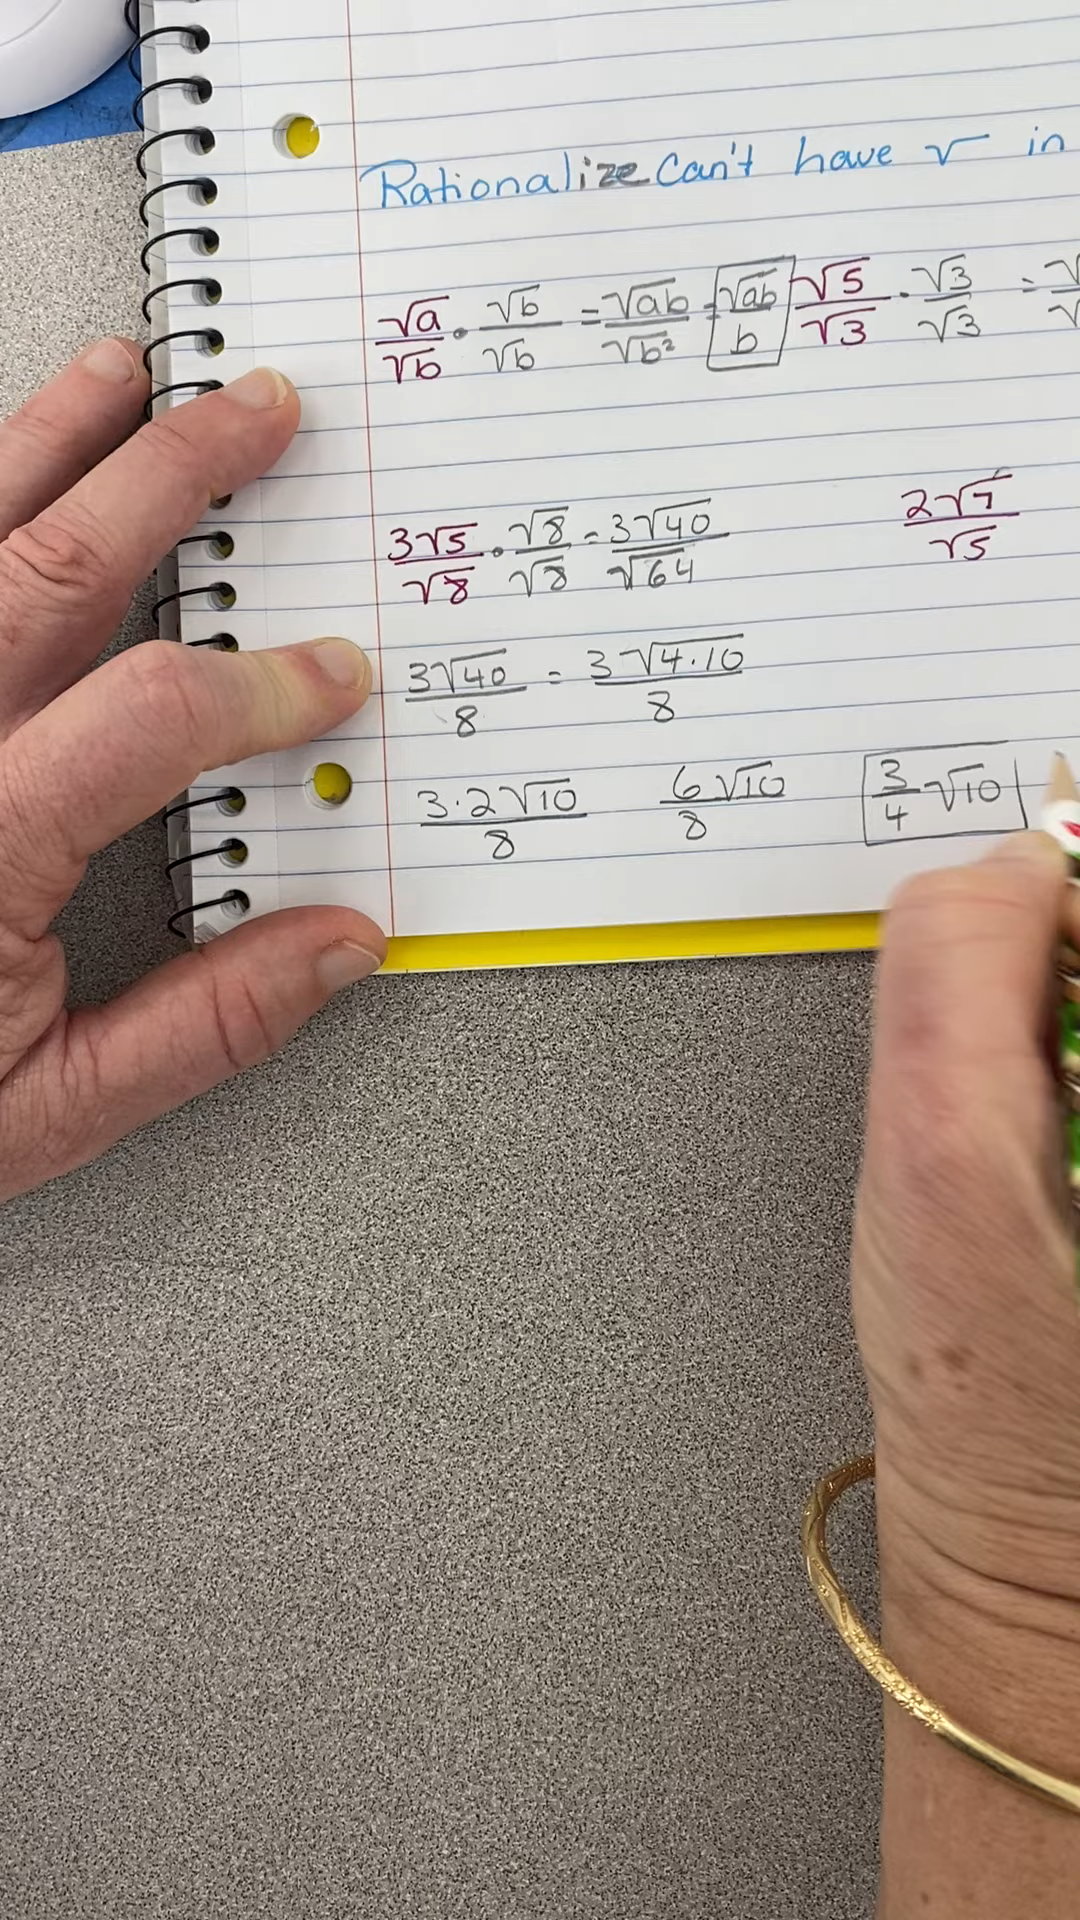 Rationalize Can't have √ in
√a/√b · √b/√b = √ab/√b² = √ab/b √5/√3 · √3/√3 = √/√
3√5/√8 · √8/√8 = 3√40/√64 2√7/√5
3√40/8 = 3√4·10/8
3·2√10/8 6√10/8 3/4 √10